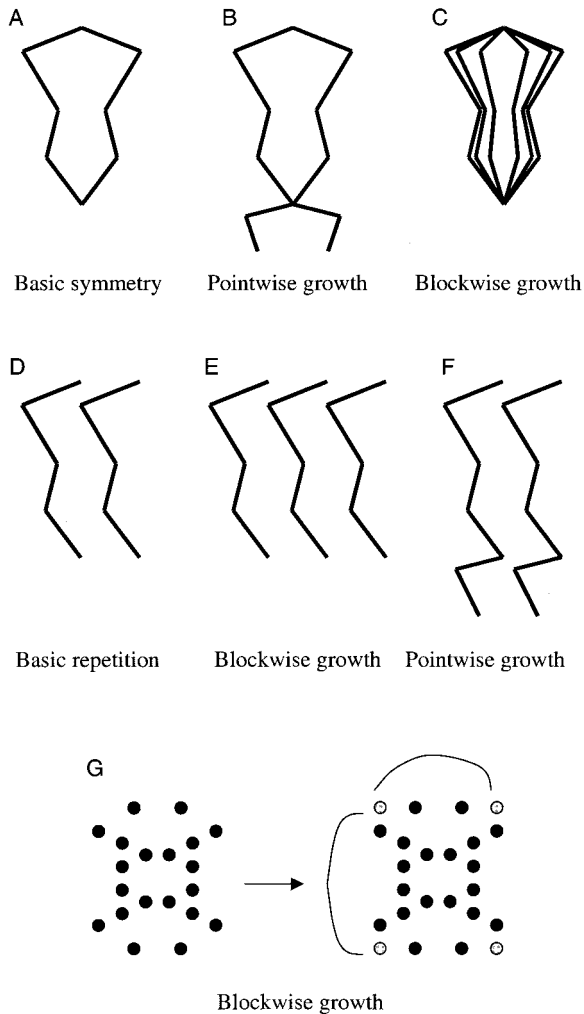 A B C
Basic symmetry Pointwise growth Blockwise growth
D E F
Basic repetition Blockwise growth Pointwise growth
G
Blockwise growth